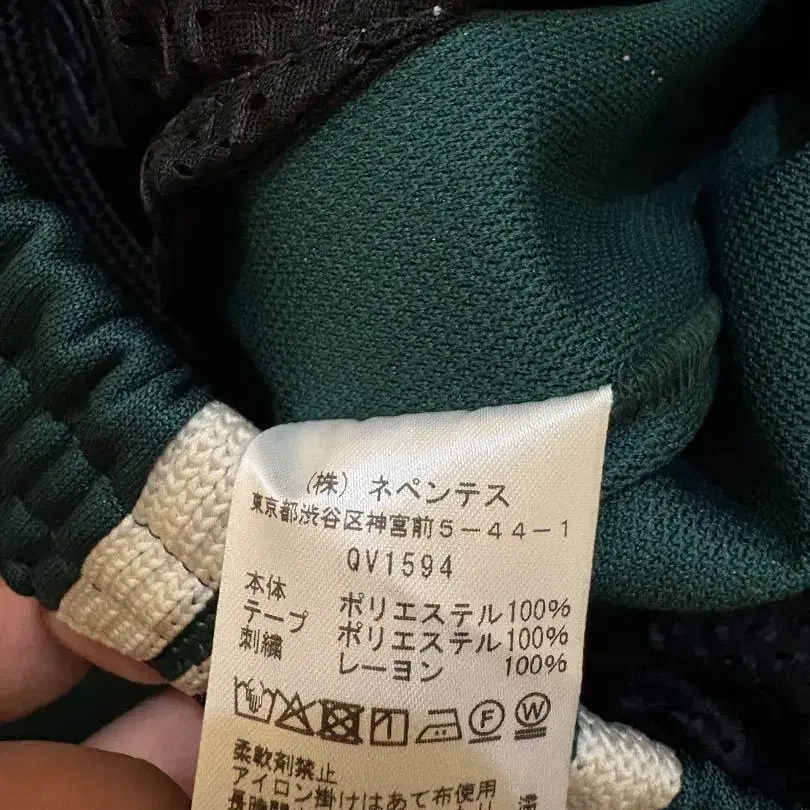 (株) ネペンテス
東京都渋谷区神宮前5-44-1
QV1594
本体 ポリエステル100%
テープ ポリエステル100%
刺繍 レーヨン 100%
F W
柔軟剤禁止
アイロン掛けはあて布使用
長時間